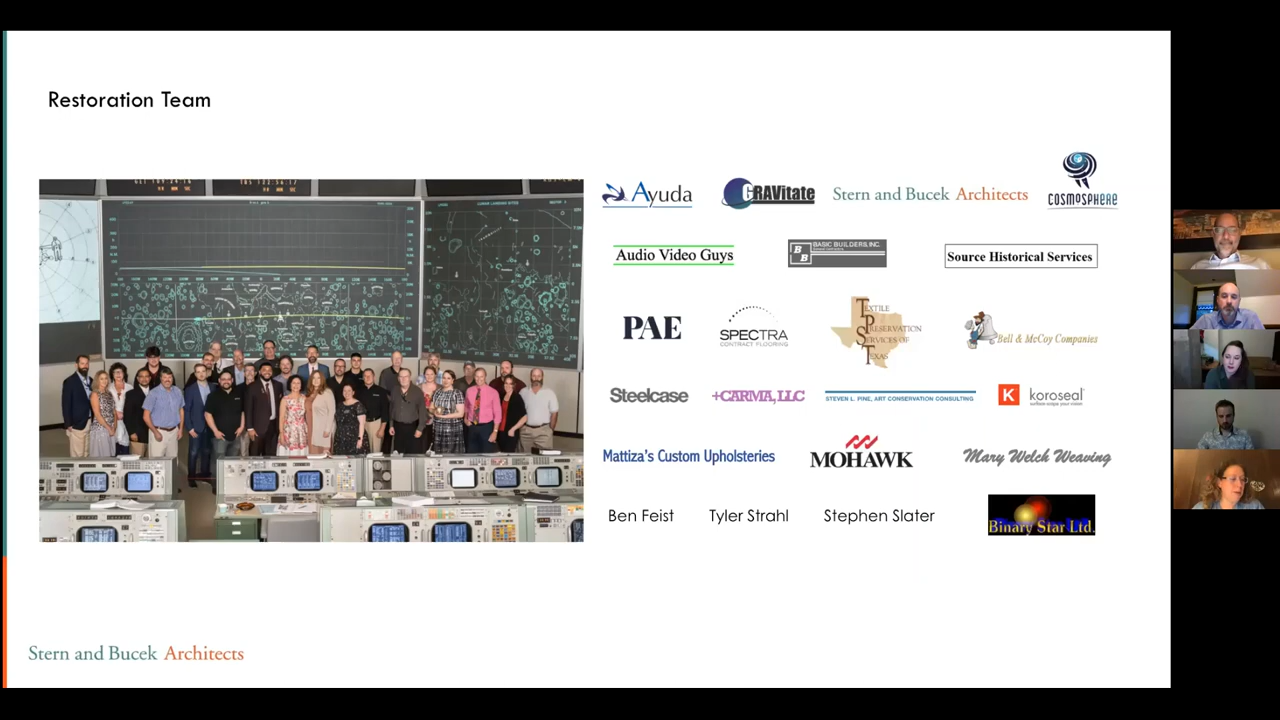 Restoration Team
Ayuda
GRAVitate
Stern and Bucek Architects
COSMOSPHERE
Audio Video Guys
BB
BASIC BUILDERS, INC.
Source Historical Services
PAE
SPECTRA
CONTRACT FLOORING
TEXTILE
PRESERVATION
SERVICES OF
TEXAS
Bell & McCoy Companies
Steelcase
+CARMA, LLC
STEVEN L. PINE, ART CONSERVATION CONSULTING
K
koroseal
Mattiza's Custom Upholsteries
MOHAWK
Mary Welch Weaving
Ben Feist
Tyler Strahl
Stephen Slater
Binary Star Ltd.
Stern and Bucek Architects